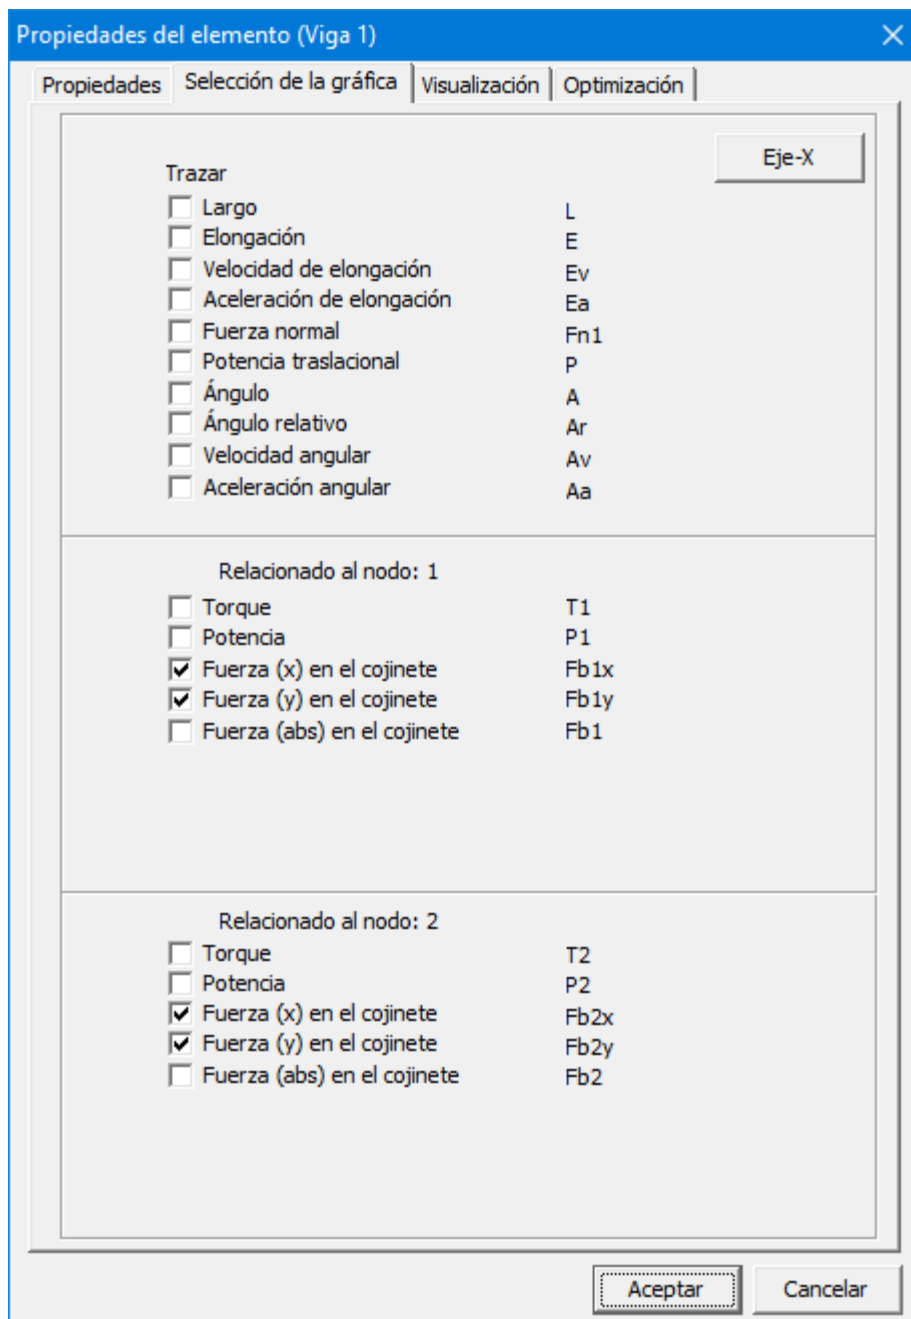 Propiedades del elemento (Viga 1)
Propiedades Selección de la gráfica Visualización Optimización
Eje-X
Trazar
Largo L
Elongación E
Velocidad de elongación Ev
Aceleración de elongación Ea
Fuerza normal Fn1
Potencia traslacional P
Ángulo A
Ángulo relativo Ar
Velocidad angular Av
Aceleración angular Aa
Relacionado al nodo: 1
Torque T1
Potencia P1
Fuerza (x) en el cojinete Fb1x
Fuerza (y) en el cojinete Fb1y
Fuerza (abs) en el cojinete Fb1
Relacionado al nodo: 2
Torque T2
Potencia P2
Fuerza (x) en el cojinete Fb2x
Fuerza (y) en el cojinete Fb2y
Fuerza (abs) en el cojinete Fb2
Aceptar Cancelar